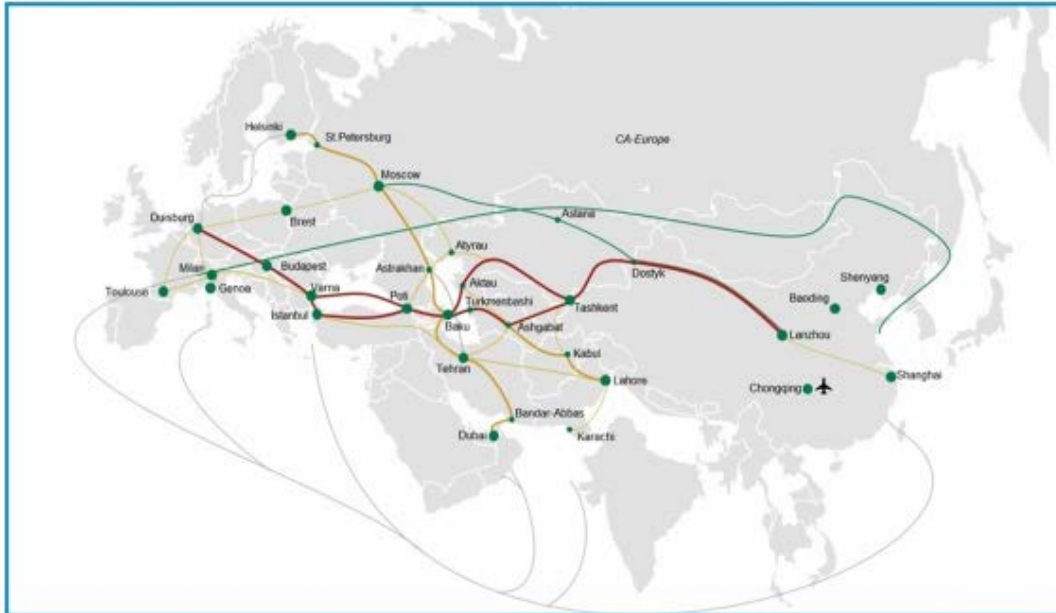 Helsinki
St.Petersburg
CA-Europe
Moscow
Duisburg
Brest
Astana
Atyrau
Milan
Budapest
Astrakhan
Dostyk
Toulouse
Genoa
Varna
Aktau
Shenyang
Poti
Turkmenbashi
Baoding
Istanbul
Baku
Tashkent
Ashgabat
Lanzhou
Kabul
Tehran
Lahore
Shanghai
Chongqing
Bandar-Abbas
Dubai
Karachi